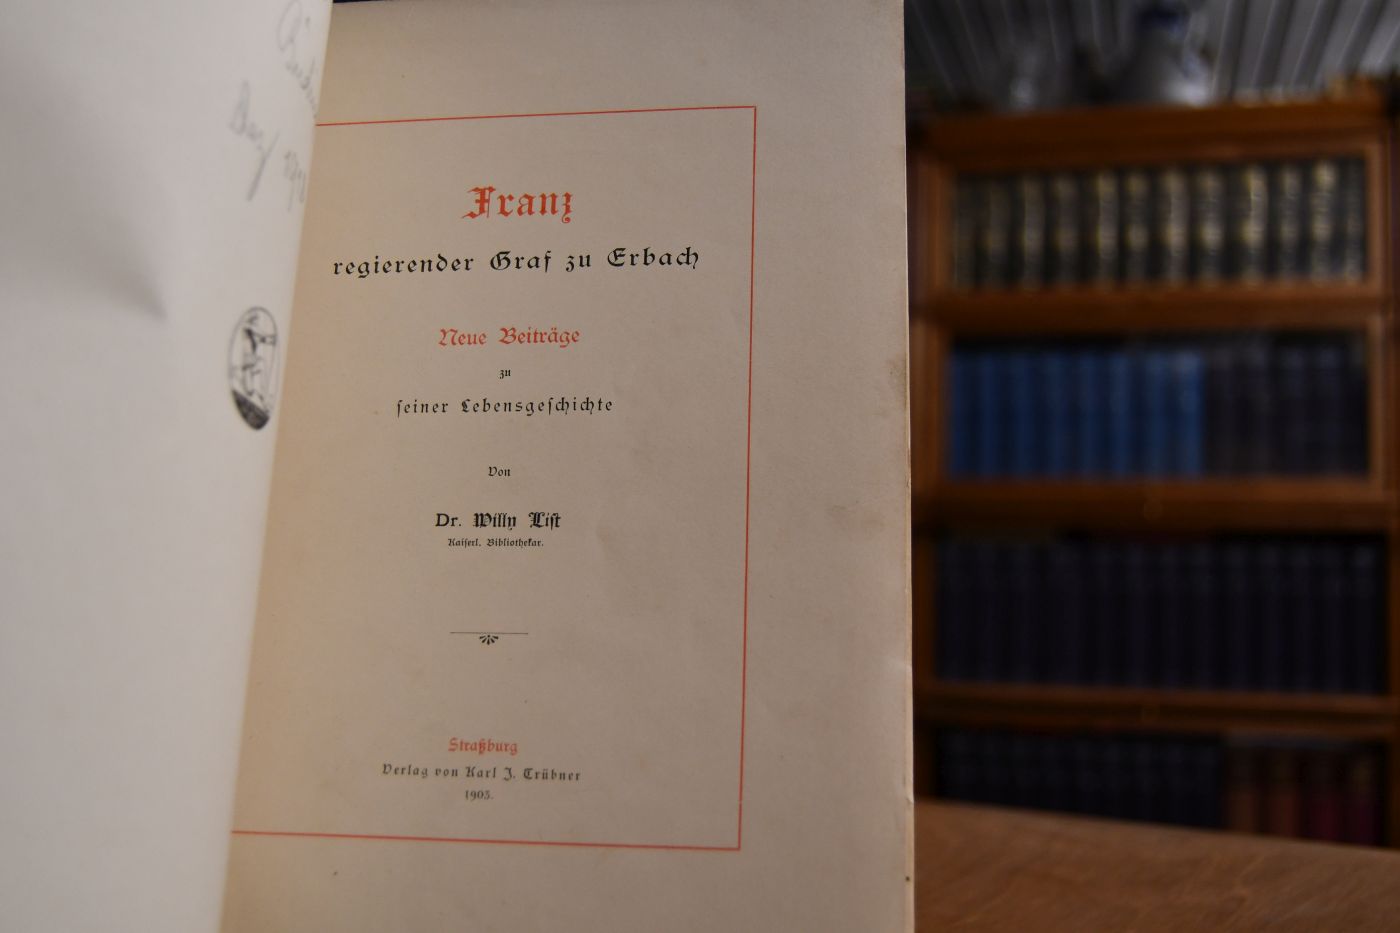 Franz
regierender Graf zu Erbach
Neue Beiträge
zu
ſeiner Lebensgeſchichte
Von
Dr. Willy Liſt
Kaiſerl. Bibliothekar.
Straßburg
Verlag von Karl J. Trübner
1903.